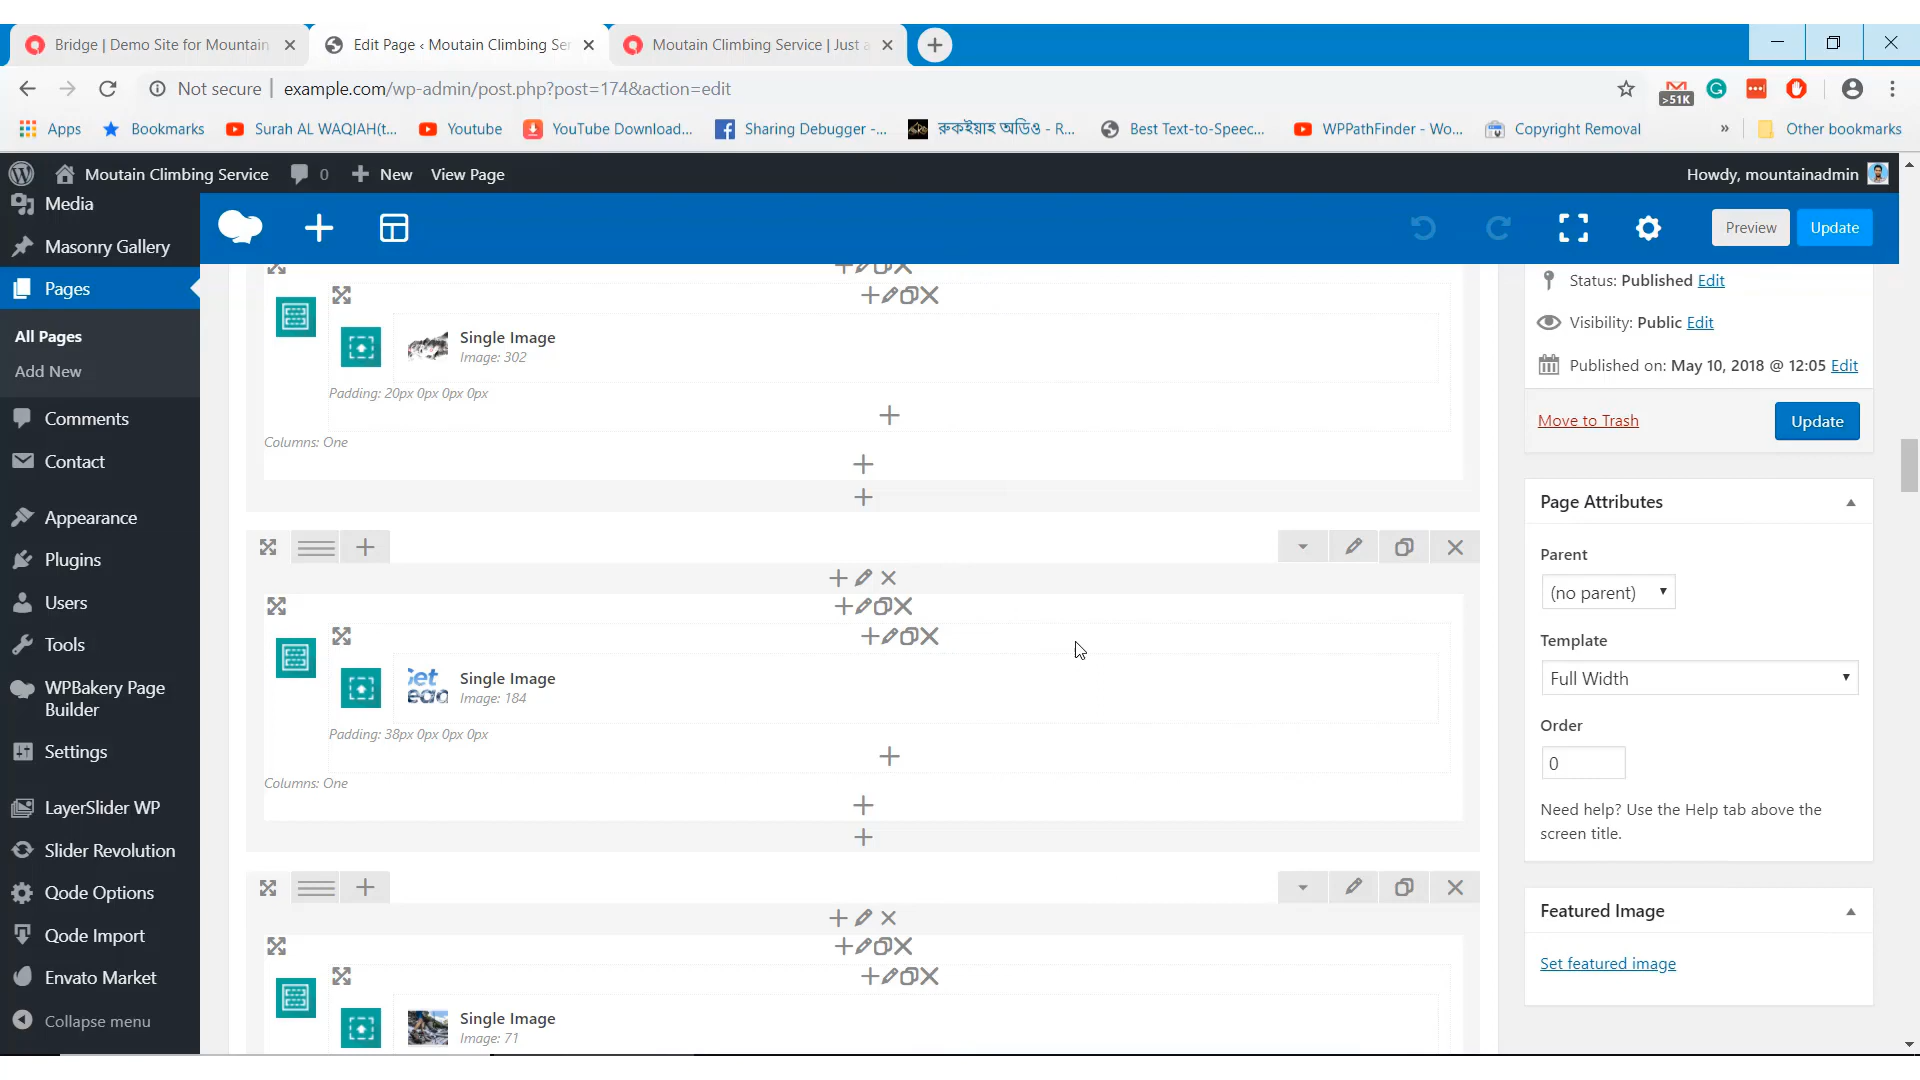 Bridge | Demo Site for Mountain
Edit Page ‹ Moutain Climbing Ser
Moutain Climbing Service | Just a
Not secure
example.com/wp-admin/post.php?post=174&action=edit
>51K
Apps
Bookmarks
Surah AL WAQIAH(t...
Youtube
YouTube Download...
Sharing Debugger -...
রুকইয়াহ অডিও - R...
Best Text-to-Speec...
WPPathFinder - Wo...
Copyright Removal
»
Other bookmarks
Moutain Climbing Service
0
New
View Page
Howdy, mountainadmin
Media
Masonry Gallery
Pages
All Pages
Add New
Comments
Contact
Appearance
Plugins
Users
Tools
WPBakery Page
Builder
Settings
LayerSlider WP
Slider Revolution
Qode Options
Qode Import
Envato Market
Collapse menu
Preview
Update
Single Image
Image: 302
Padding: 20px 0px 0px 0px
Columns: One
Single Image
Image: 184
Padding: 38px 0px 0px 0px
Columns: One
Single Image
Image: 71
Status: Published Edit
Visibility: Public Edit
Published on: May 10, 2018 @ 12:05 Edit
Move to Trash
Update
Page Attributes
Parent
(no parent)
Template
Full Width
Order
0
Need help? Use the Help tab above the
screen title.
Featured Image
Set featured image